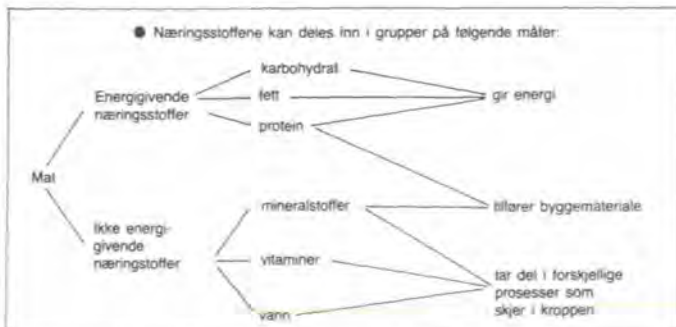 ● Næringsstoffene kan deles inn i grupper på følgende måter:
karbohydrat
Energigivende
næringsstoffer
fett
gir energi
protein
Mat
mineralstoffer
tilfører byggemateriale
Ikke energi-
givende
næringstoffer
vitaminer
tar del i forskjellige
prosesser som
skjer i kroppen
vann